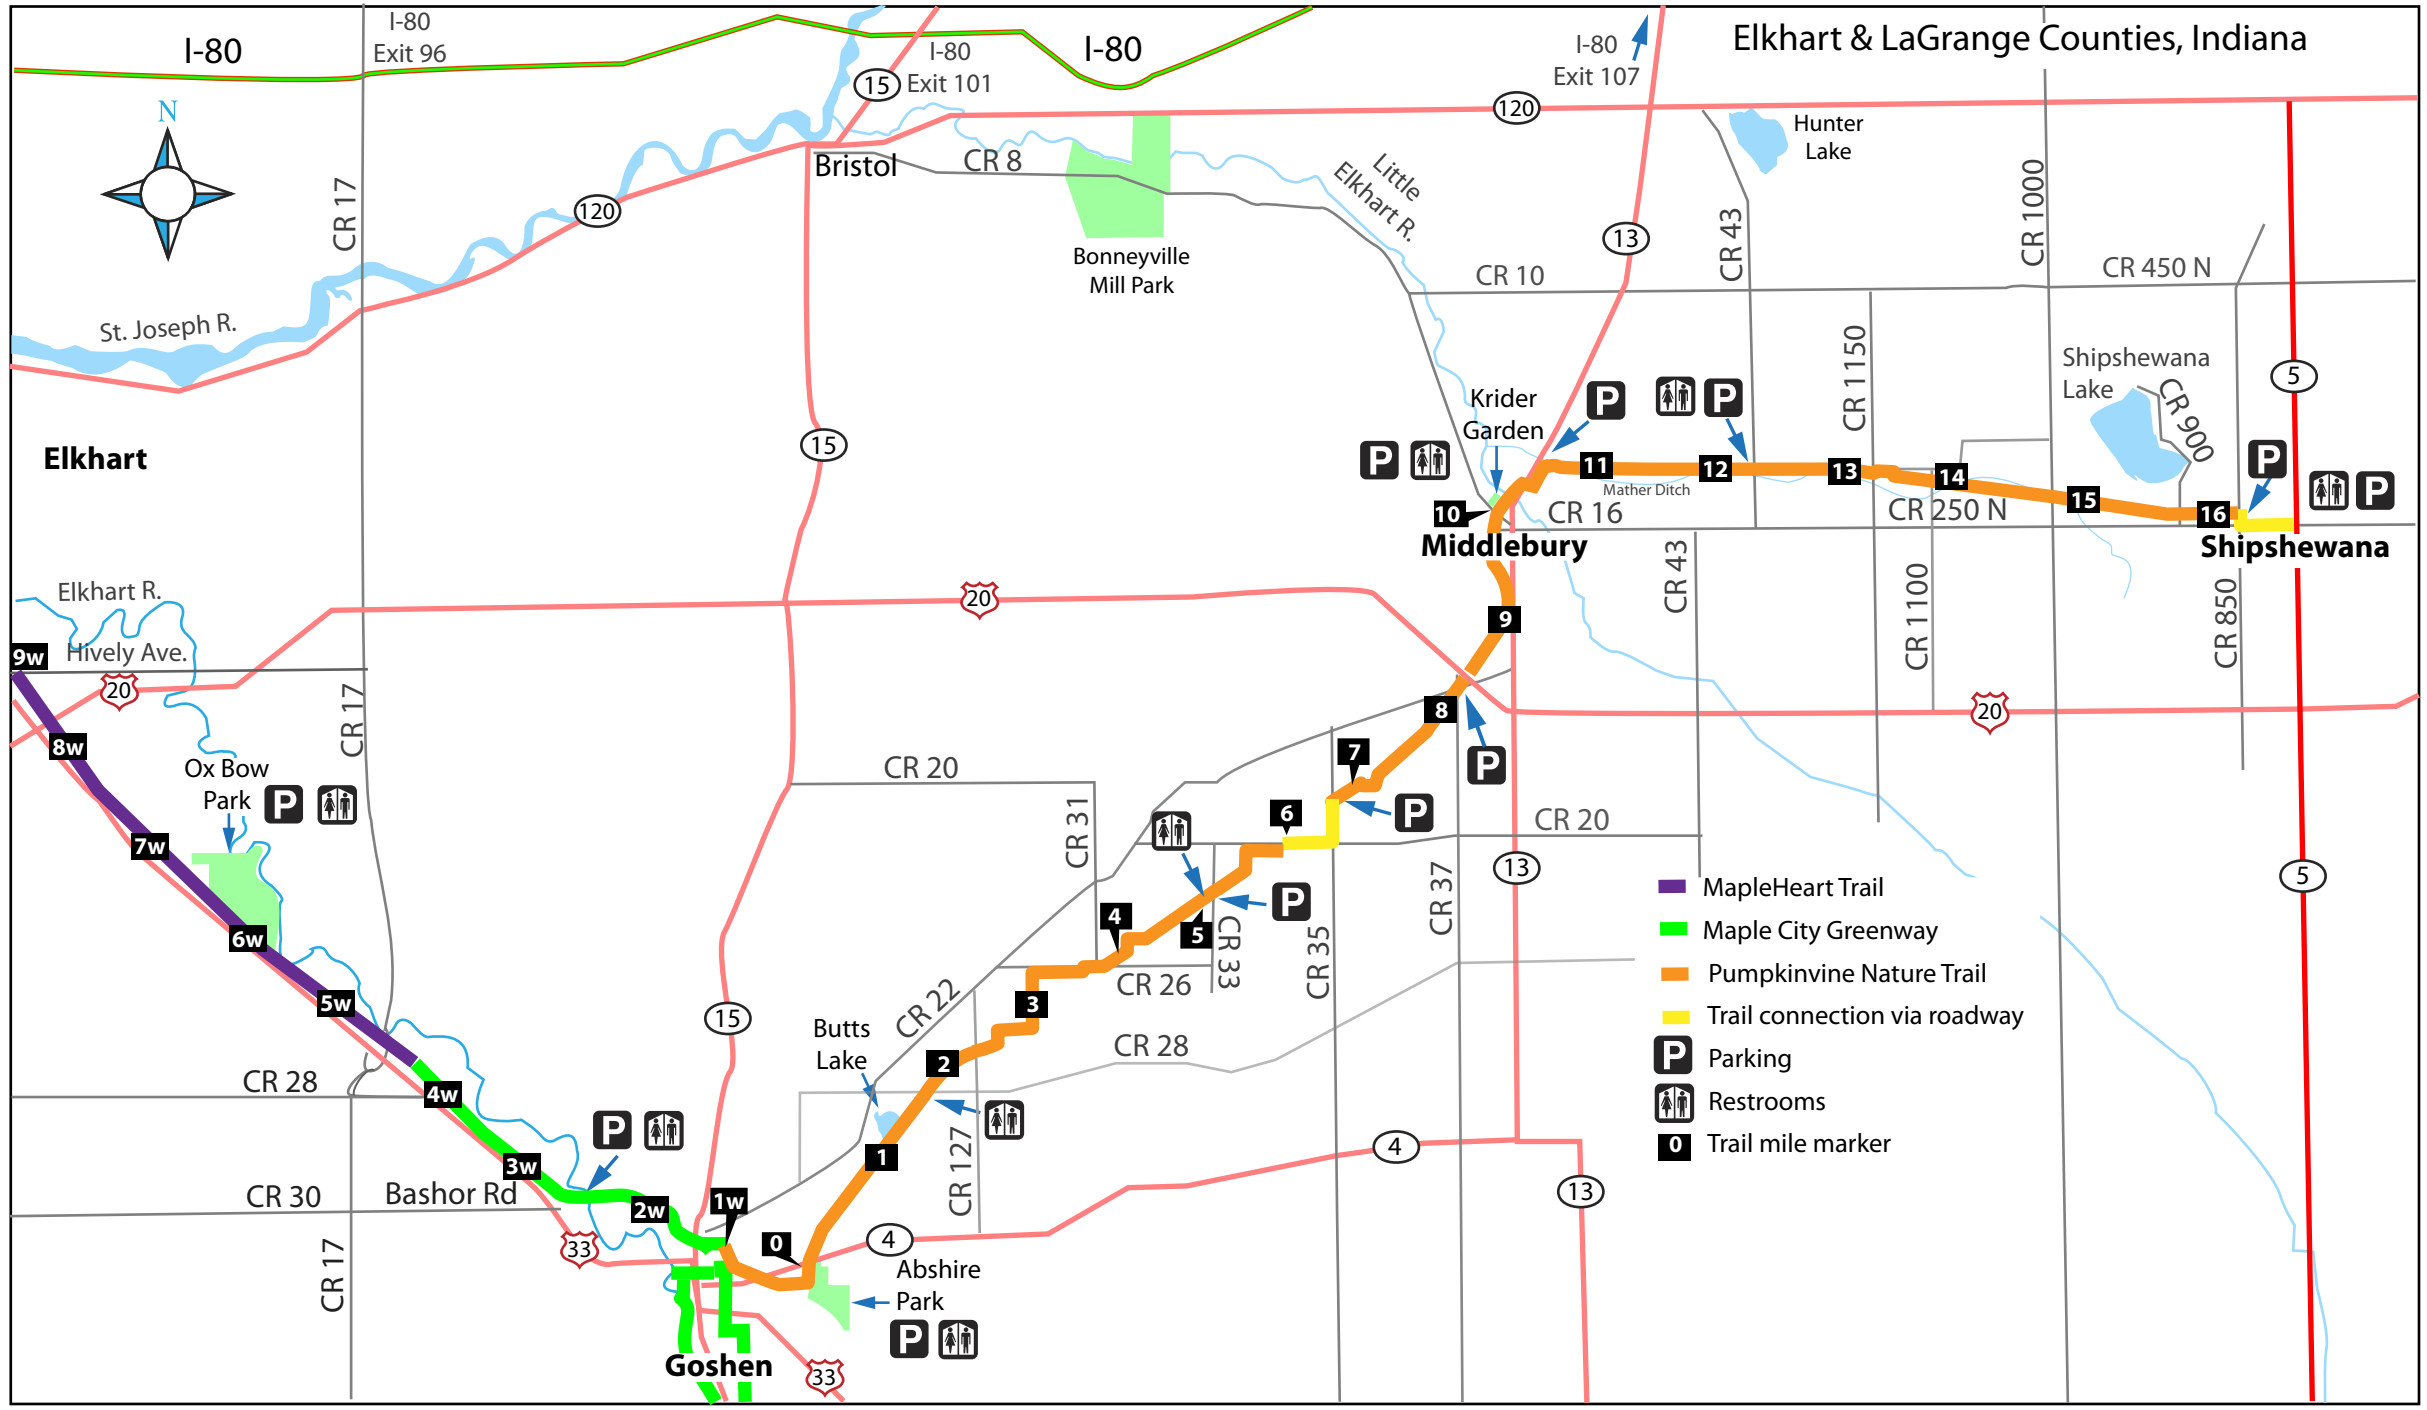 I-80
I-80
Exit 96
I-80
Exit 101
I-80
I-80
Exit 107
Elkhart & LaGrange Counties, Indiana
N
15
120
Hunter
Lake
Bristol
CR 8
Little
Elkhart R.
CR 17
120
13
CR 43
CR 1000
Bonneyville
Mill Park
CR 10
CR 450 N
St. Joseph R.
CR 1150
Shipshewana
Lake
CR 900
5
Krider
Garden
P
P
P
15
Elkhart
P
P
P
11
12
13
14
15
16
Mather Ditch
10
CR 16
CR 250 N
Middlebury
Shipshewana
Elkhart R.
20
CR 43
CR 1100
CR 850
9
9w
Hively Ave.
20
8
20
CR 17
8w
7
P
Ox Bow
Park
P
CR 20
CR 31
6
P
CR 20
7w
13
5
CR 37
MapleHeart Trail
4
P
5
CR 33
CR 35
Maple City Greenway
6w
Pumpkinvine Nature Trail
CR 26
5w
3
CR 22
15
Trail connection via roadway
Butts
Lake
CR 28
P
Parking
2
CR 28
4w
Restrooms
P
CR 127
4
0
Trail mile marker
1
3w
CR 30
Bashor Rd
2w
1w
13
0
4
33
CR 17
Abshire
Park
P
Goshen
33